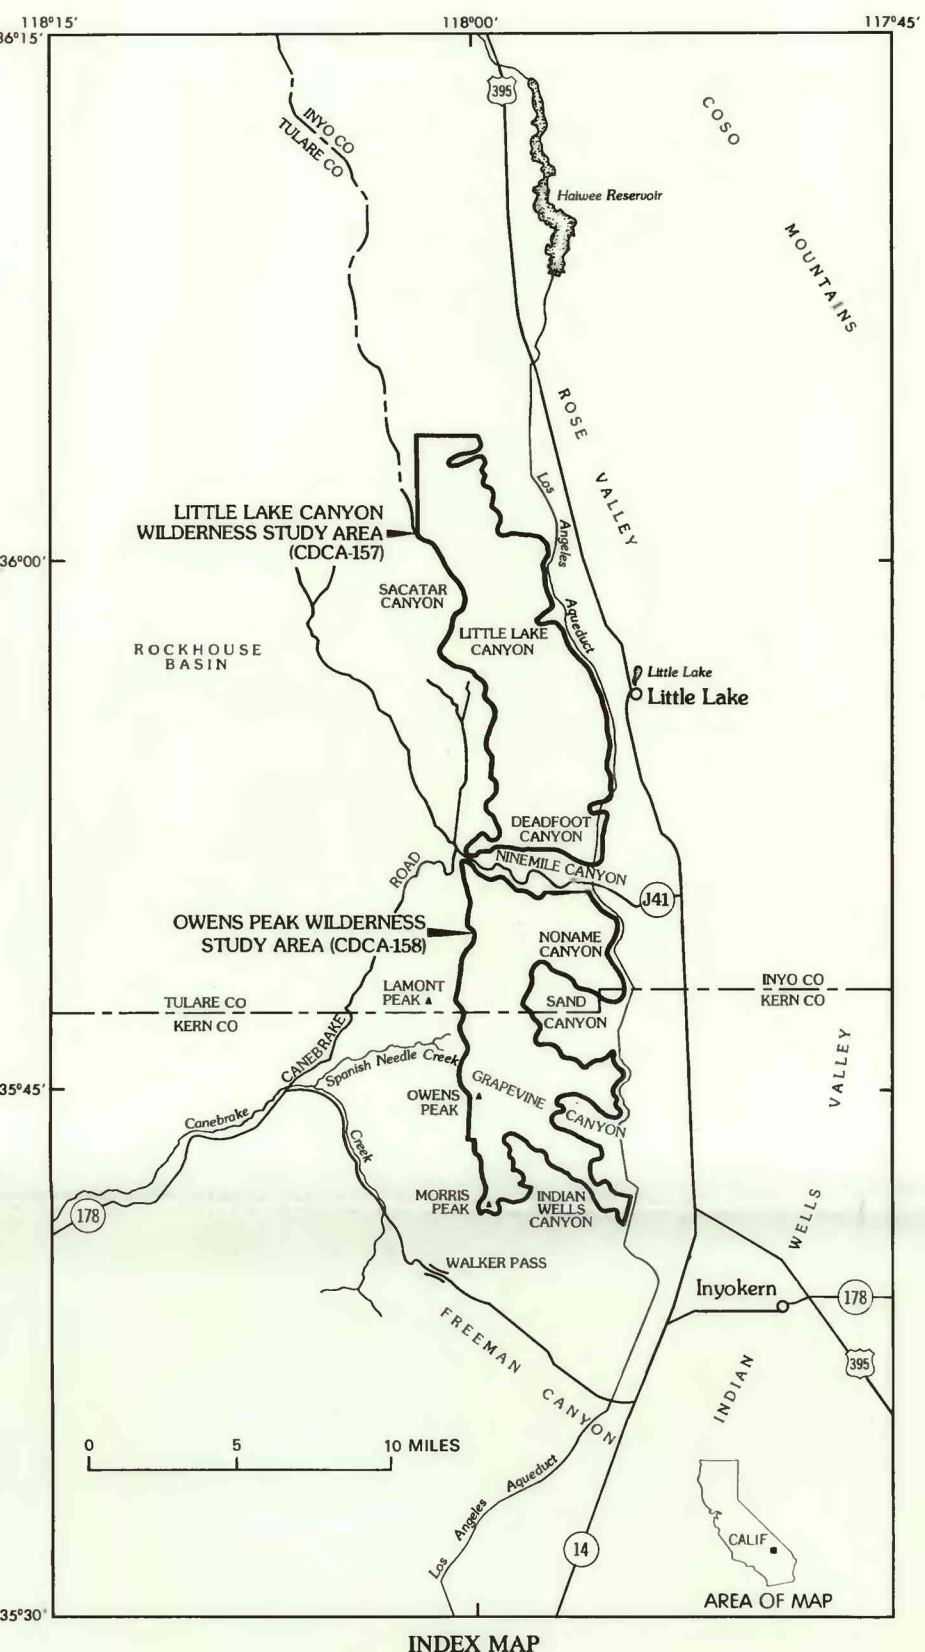 118°15′ 118°00′ 117°45′
36°15′
395
COSO
INYO CO
TULARE CO
Haiwee Reservoir
MOUNTAINS
ROSE VALLEY
Los Angeles Aqueduct
LITTLE LAKE CANYON
WILDERNESS STUDY AREA
(CDCA-157)
36°00′
SACATAR
CANYON
LITTLE LAKE
CANYON
ROCKHOUSE
BASIN
Little Lake
Little Lake
DEADFOOT
CANYON
NINEMILE CANYON
ROAD
J41
OWENS PEAK WILDERNESS
STUDY AREA (CDCA-158)
NONAME
CANYON
LAMONT
PEAK
INYO CO
KERN CO
TULARE CO
KERN CO
SAND
CANYON
CANEBRAKE
Spanish Needle Creek
VALLEY
35°45′
OWENS
PEAK
GRAPEVINE
CANYON
Canebrake
Creek
MORRIS
PEAK
INDIAN
WELLS
CANYON
178
WELLS
WALKER PASS
Inyokern
178
FREEMAN
CANYON
395
INDIAN
0 5 10 MILES
Los Angeles Aqueduct
CALIF
14
AREA OF MAP
35°30′
INDEX MAP